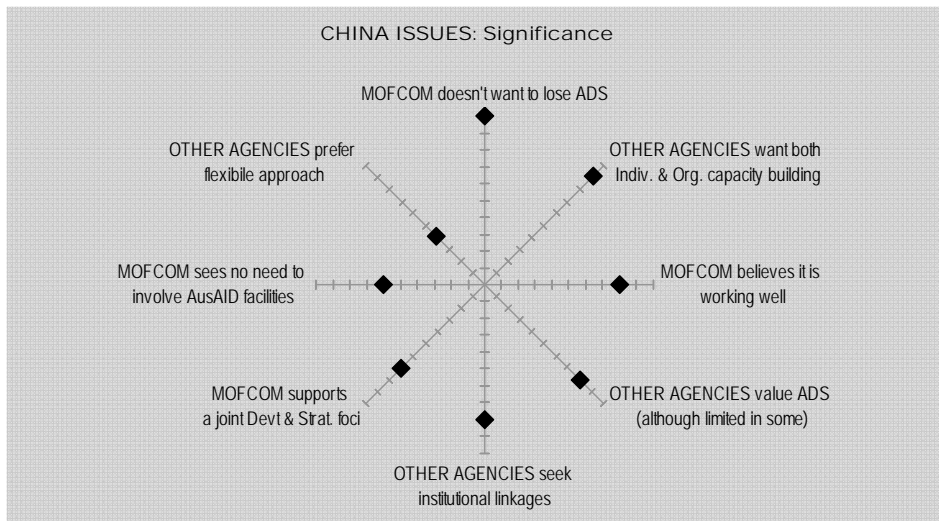 CHINA ISSUES: Significance
MOFCOM doesn't want to lose ADS
OTHER AGENCIES prefer
flexibile approach
OTHER AGENCIES want both
Indiv. & Org. capacity building
MOFCOM sees no need to
involve AusAID facilities
MOFCOM believes it is
working well
MOFCOM supports
a joint Devt & Strat. foci
OTHER AGENCIES value ADS
(although limited in some)
OTHER AGENCIES seek
institutional linkages